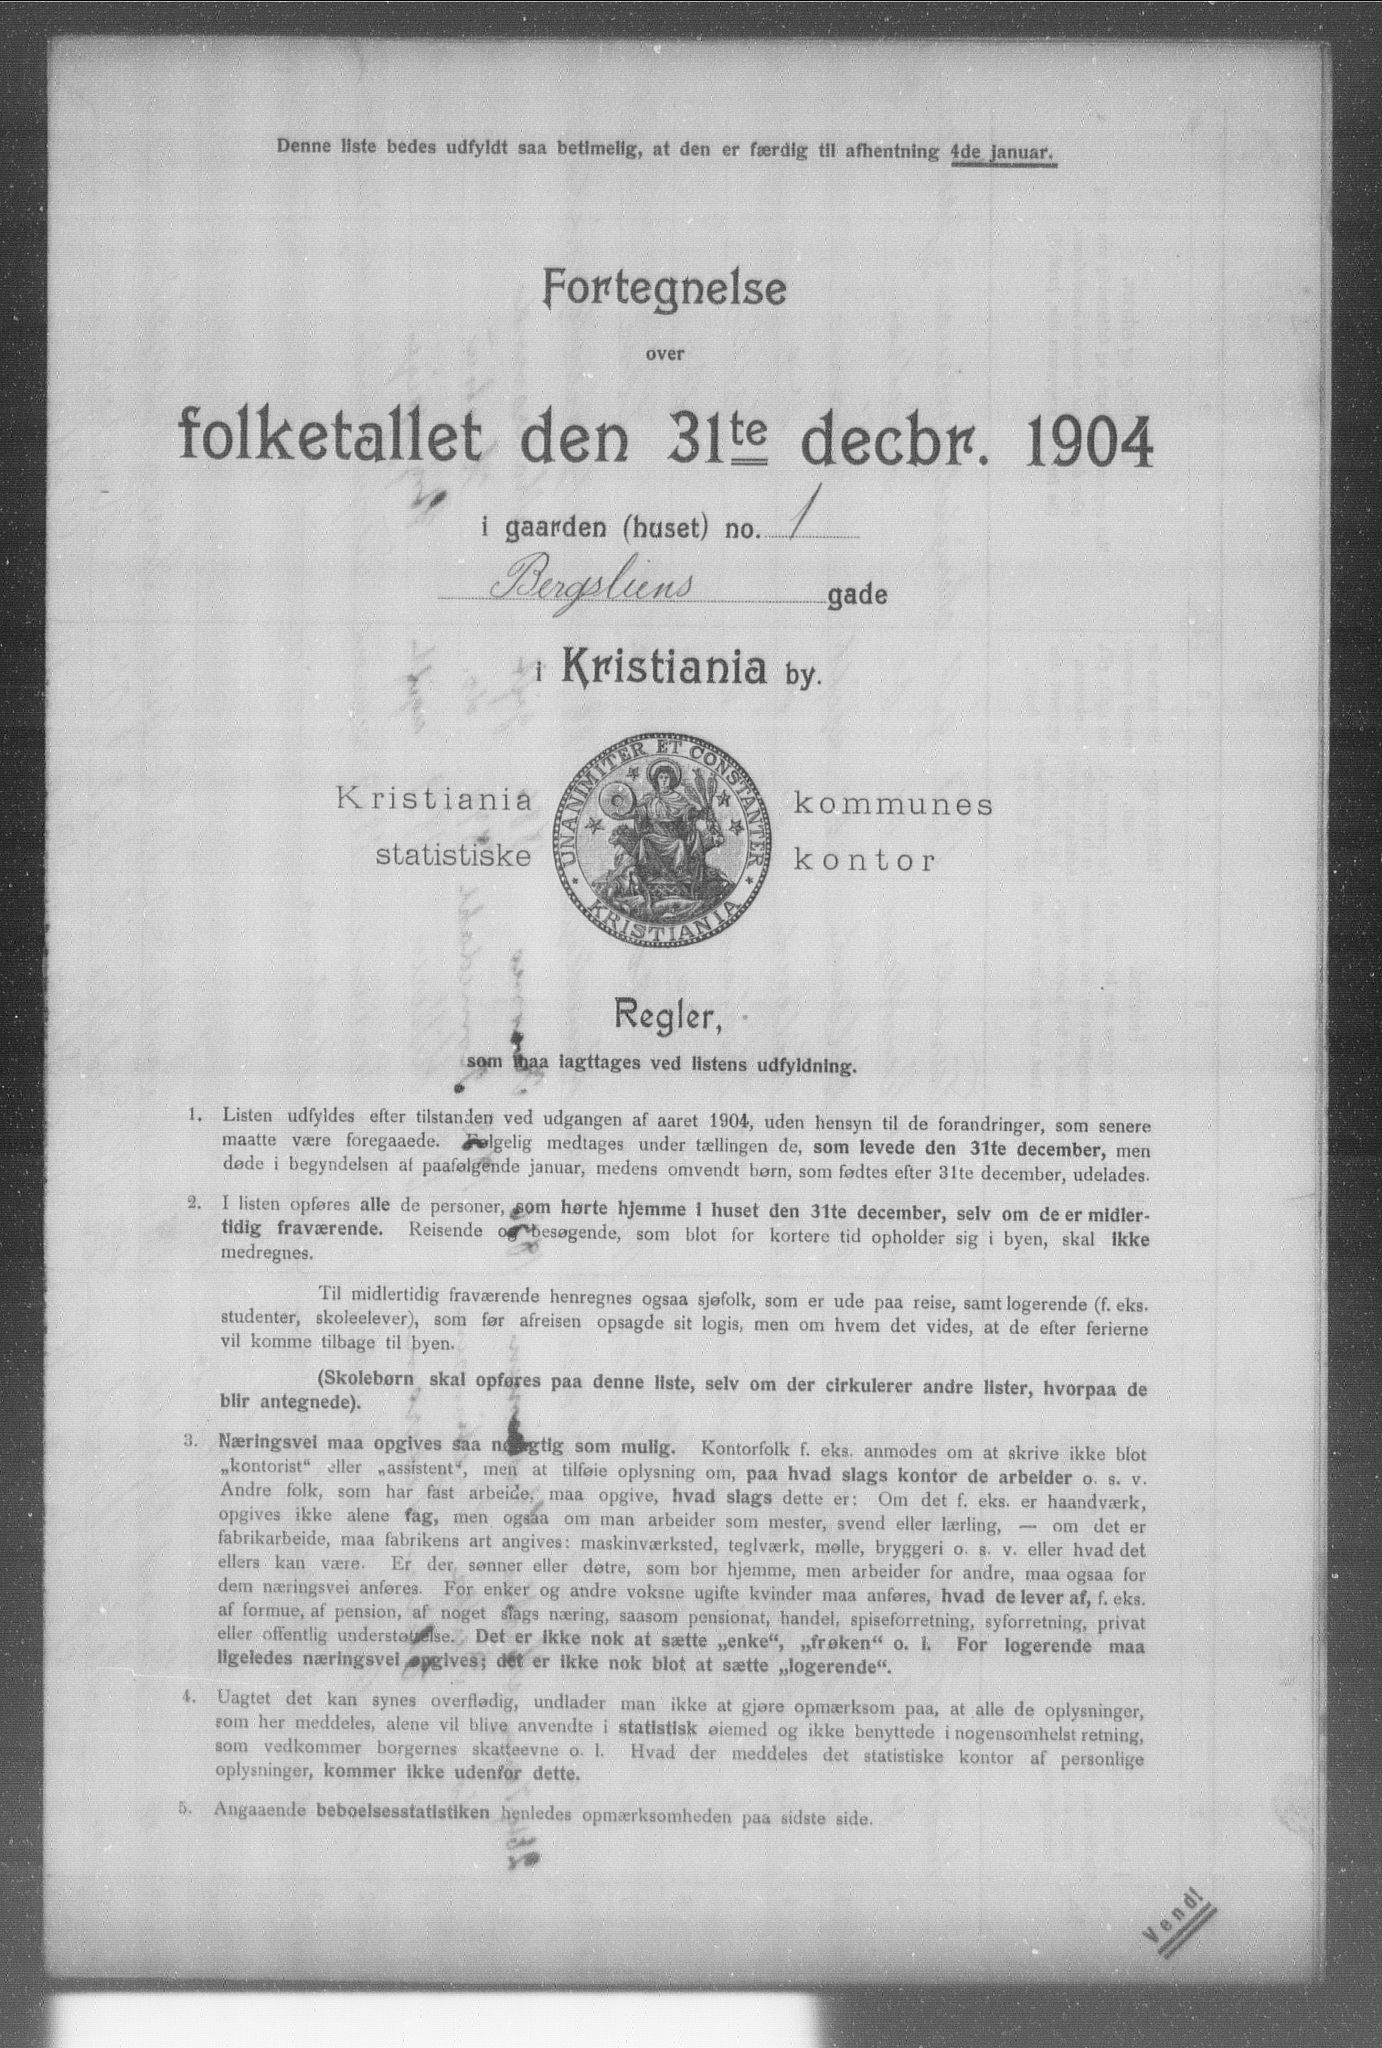 Denne liste bedes udfyldt saa betimelig, at den er færdig til afhentning 4de januar.
Fortegnelse
over
folketallet den 31te decbr. 1904
i gaarden (huset) no. 1
Bergsliens gade
i Kristiania by.
Kristiania kommunes
statistiske kontor
UNANIMITER ET CONSTANTER
KRISTIANIA
Regler,
som maa iagttages ved listens udfyldning.
1. Listen udfyldes efter tilstanden ved udgangen af aaret 1904, uden hensyn til de forandringer, som senere
maatte være foregaaede. Følgelig medtages under tællingen de, som levede den 31te december, men
døde i begyndelsen af paafølgende januar, medens omvendt børn, som fødtes efter 31te december, udelades.
2. I listen opføres alle de personer, som hørte hjemme i huset den 31te december, selv om de er midler-
tidig fraværende. Reisende og besøgende, som blot for kortere tid opholder sig i byen, skal ikke
medregnes.
Til midlertidig fraværende henregnes ogsaa sjøfolk, som er ude paa reise, samt logerende (f. eks.
studenter, skoleelever), som før afreisen opsagde sit logis, men om hvem det vides, at de efter ferierne
vil komme tilbage til byen.
(Skolebørn skal opføres paa denne liste, selv om der cirkulerer andre lister, hvorpaa de
blir antegnede).
3. Næringsvei maa opgives saa nøiagtig som mulig. Kontorfolk f. eks. anmodes om at skrive ikke blot
„kontorist“ eller „assistent“, men at tilføie oplysning om, paa hvad slags kontor de arbeider o. s. v.
Andre folk, som har fast arbeide, maa opgive, hvad slags dette er: Om det f. eks. er haandværk,
opgives ikke alene fag, men ogsaa om man arbeider som mester, svend eller lærling, — om det er
fabrikarbeide, maa fabrikens art angives: maskinværksted, teglværk, mølle, bryggeri o. s. v. eller hvad det
ellers kan være. Er der sønner eller døtre, som bor hjemme, men arbeider for andre, maa ogsaa for
dem næringsvei anføres. For enker og andre voksne ugifte kvinder maa anføres, hvad de lever af, f. eks.
af formue, af pension, af noget slags næring, saasom pensionat, handel, spiseforretning, syforretning, privat
eller offentlig understøttelse. Det er ikke nok at sætte „enke“, „frøken“ o. l. For logerende maa
ligeledes næringsvei opgives; det er ikke nok blot at sætte „logerende“.
4. Uagtet det kan synes overflødig, undlader man ikke at gjøre opmærksom paa, at alle de oplysninger,
som her meddeles, alene vil blive anvendte i statistisk øiemed og ikke benyttede i nogensomhelst retning,
som vedkommer borgernes skatteevne o. l. Hvad der meddeles det statistiske kontor af personlige
oplysninger, kommer ikke udenfor dette.
5. Angaaende beboelsesstatistiken henledes opmærksomheden paa sidste side.
Vend!